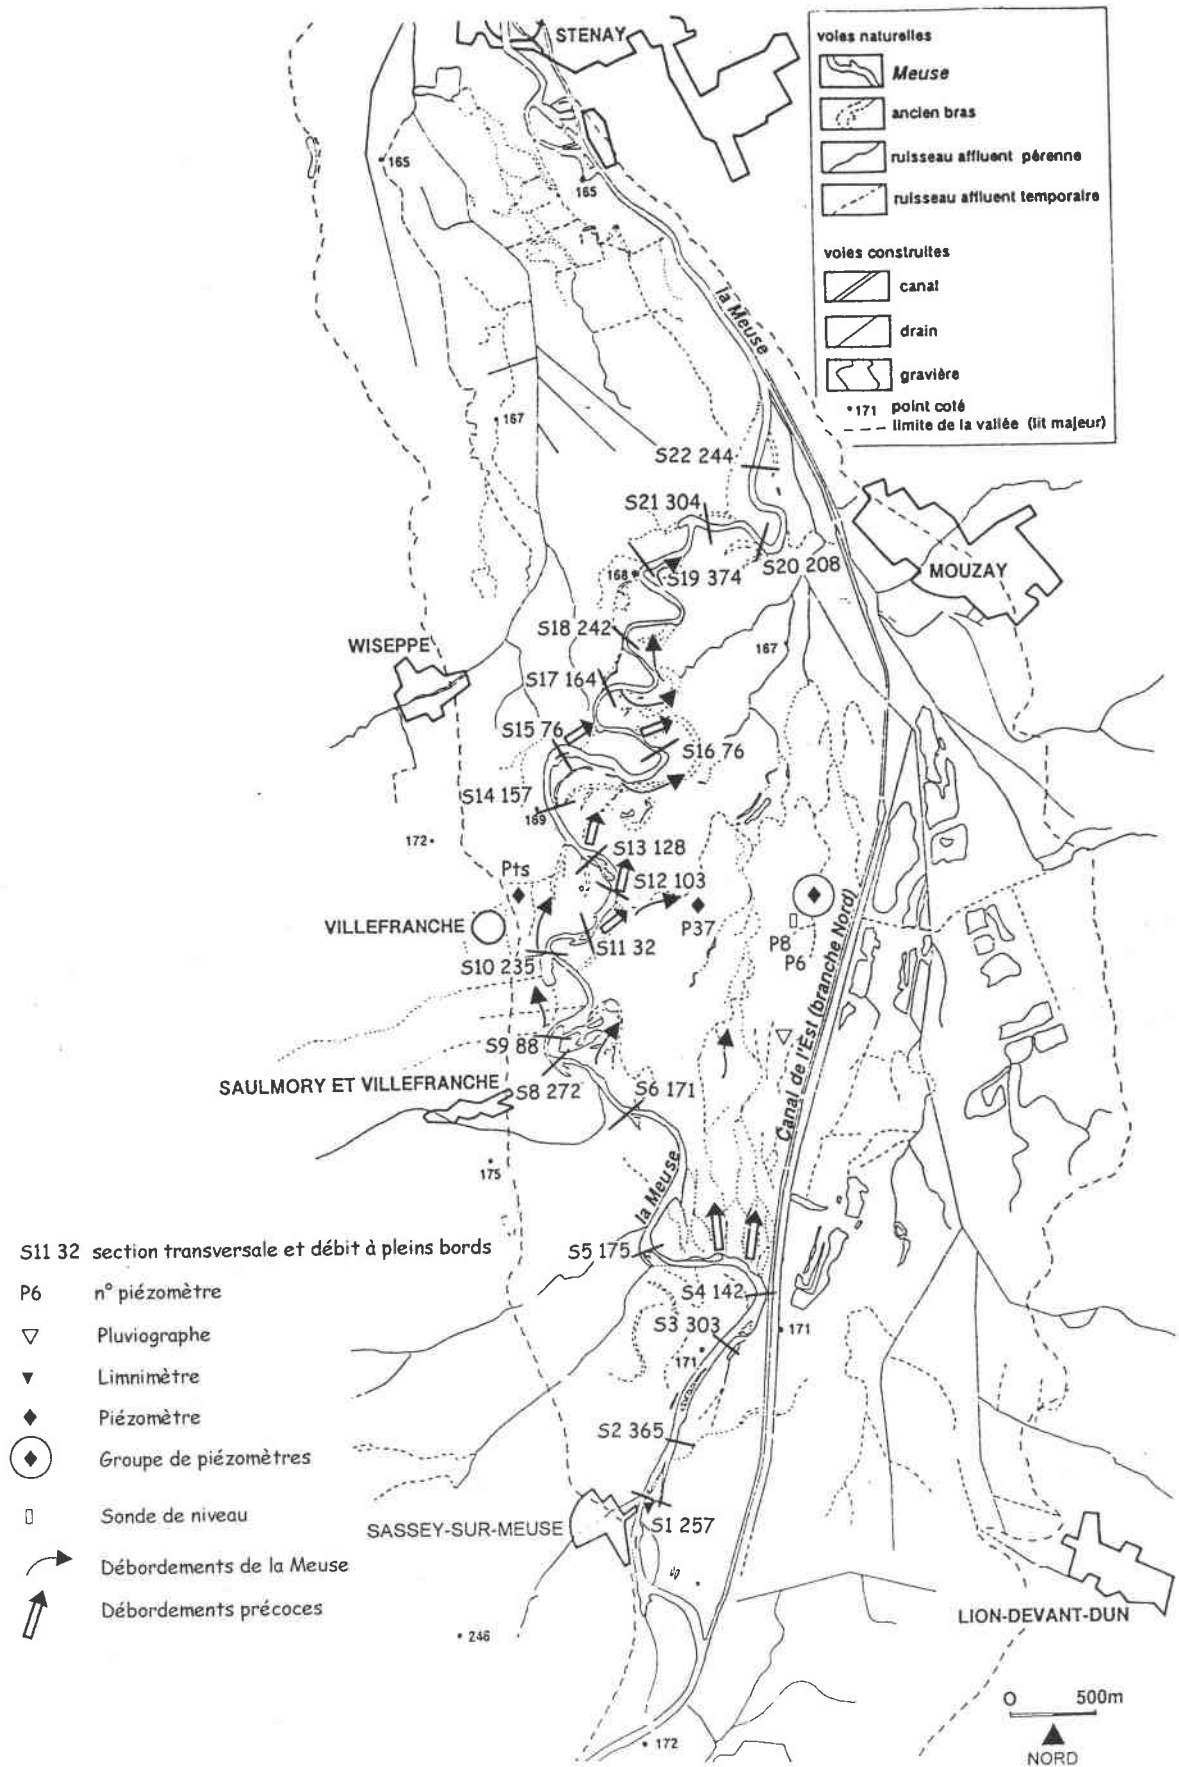 STENAY
voies naturelles
Meuse
ancien bras
ruisseau affluent pérenne
ruisseau affluent temporaire
voies construites
canal
drain
gravière
•171 point coté
limite de la vallée (lit majeur)
165
165
la Meuse
167
S22 244
S21 304
S20 208
S19 374
168
MOUZAY
S18 242
167
WISEPPE
S17 164
S15 76
S16 76
S14 157
169
172
S13 128
Pts
S12 103
P37
VILLEFRANCHE
S11 32
P8
P6
S10 235
Canal de l'Est (branche Nord)
S9 88
SAULMORY ET VILLEFRANCHE
S8 272
S6 171
175
la Meuse
S11 32 section transversale et débit à pleins bords
S5 175
P6 n° piézomètre
S4 142
S3 303
171
171
Pluviographe
Limnimètre
Piézomètre
S2 365
Groupe de piézomètres
Sonde de niveau
SASSEY-SUR-MEUSE
S1 257
Débordements de la Meuse
Débordements précoces
LION-DEVANT-DUN
246
0 500m
172
NORD